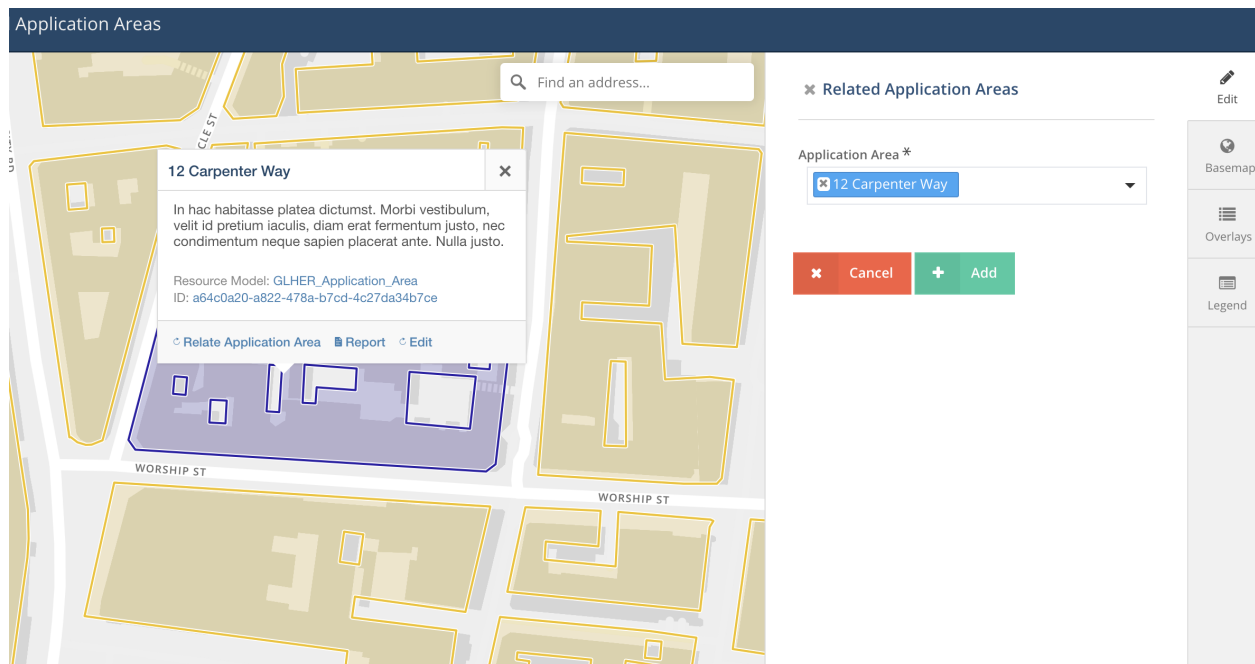 Application Areas
Find an address...
CLE ST
12 Carpenter Way
In hac habitasse platea dictumst. Morbi vestibulum,
velit id pretium iaculis, diam erat fermentum justo, nec
condimentum neque sapien placerat ante. Nulla justo.
Resource Model: GLHER_Application_Area
ID: a64c0a20-a822-478a-b7cd-4c27da34b7ce
Relate Application Area Report Edit
WORSHIP ST
WORSHIP ST
Related Application Areas
Application Area *
12 Carpenter Way
Cancel
Add
Edit
Basemap
Overlays
Legend